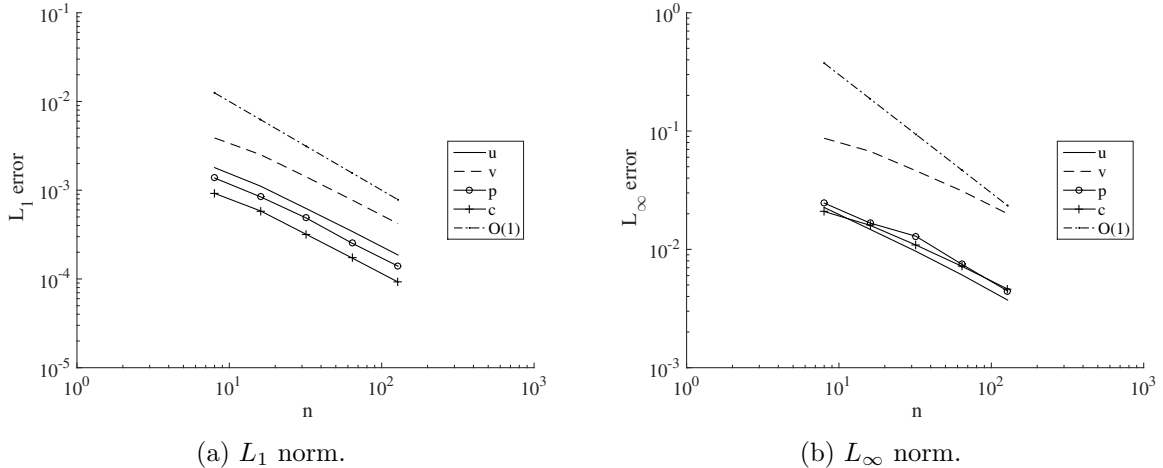 10^-1
10^-2
10^-3
10^-4
10^-5
L_1 error
10^0
10^1
10^2
10^3
n
u
v
p
c
O(1)
(a) L_1 norm.
10^0
10^-1
10^-2
10^-3
L_∞ error
10^0
10^1
10^2
10^3
n
u
v
p
c
O(1)
(b) L_∞ norm.